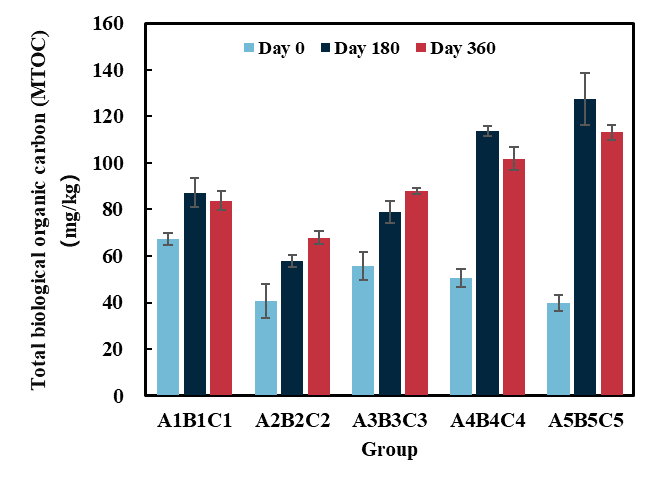 Total biological organic carbon (MTOC)
(mg/kg)
160
140
120
100
80
60
40
20
0
Day 0 Day 180 Day 360
A1B1C1 A2B2C2 A3B3C3 A4B4C4 A5B5C5
Group